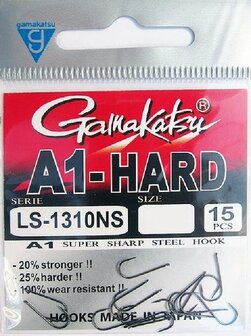 gamakatsu
Gamakatsu®
A1-HARD
SERIE SIZE
LS-1310NS 15 PCS
A1 SUPER SHARP STEEL HOOK
- 20% stronger !!
- 25% harder !!
- 100% wear resistant !!
HOOKS MADE IN JAPAN